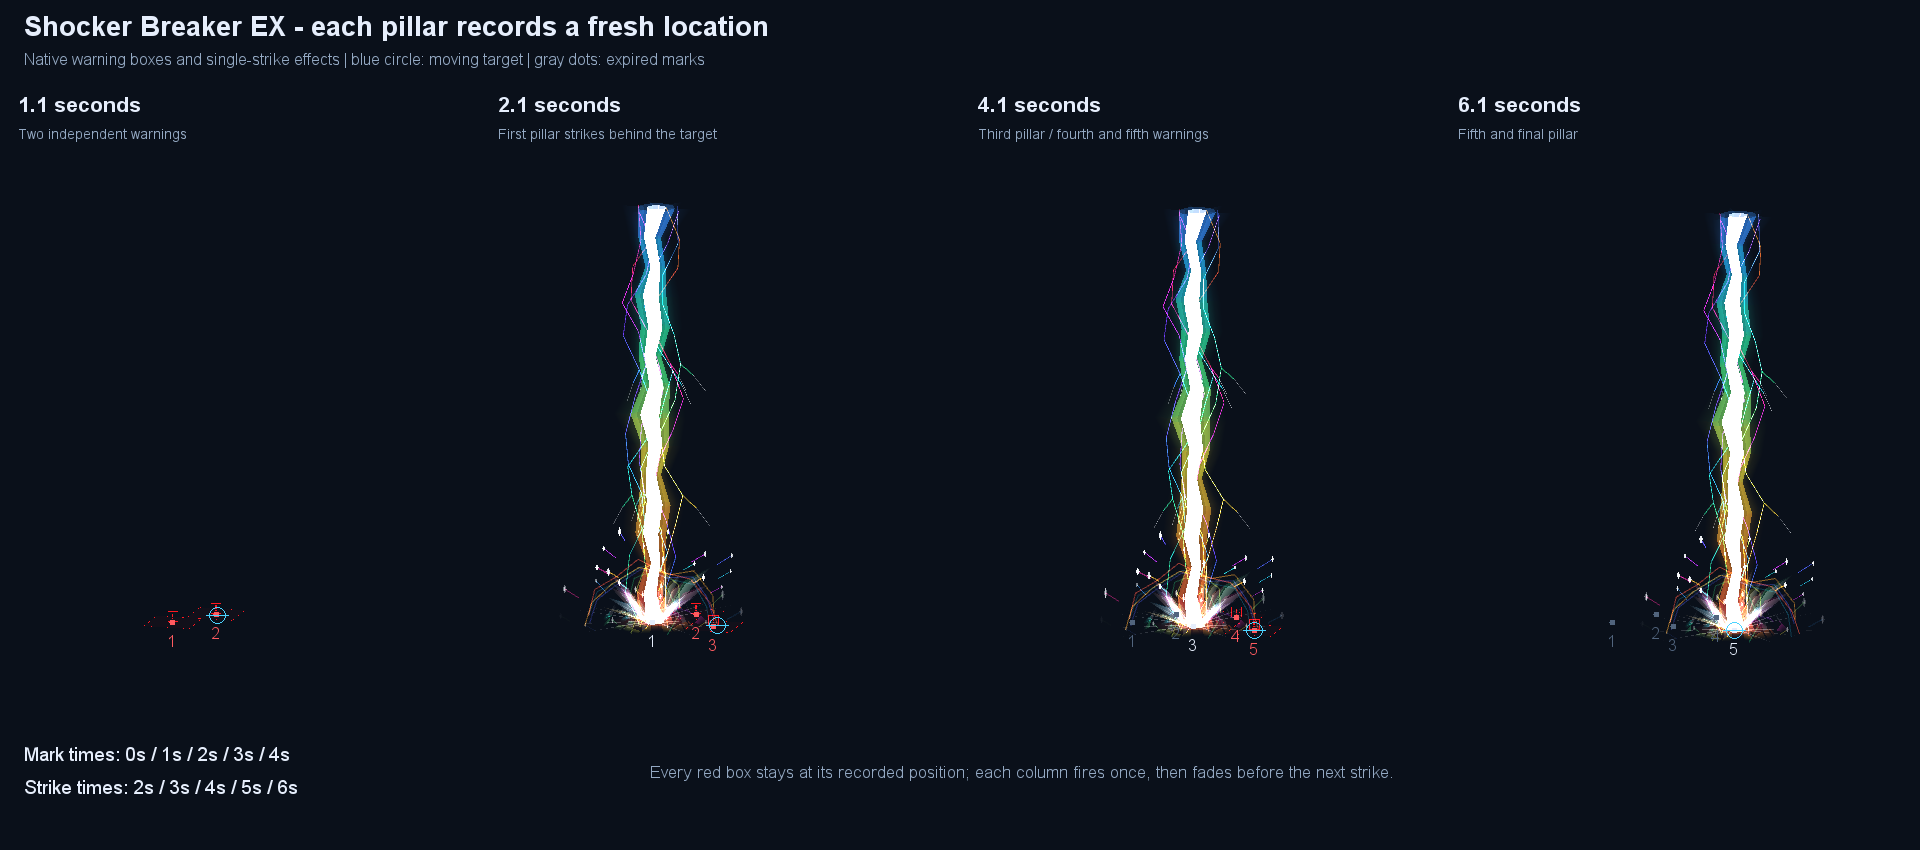 Shocker Breaker EX - each pillar records a fresh location
Native warning boxes and single-strike effects | blue circle: moving target | gray dots: expired marks
1.1 seconds
Two independent warnings
1
2
2.1 seconds
First pillar strikes behind the target
1
2
3
4.1 seconds
Third pillar / fourth and fifth warnings
1
2
3
4
5
6.1 seconds
Fifth and final pillar
1
2
3
4
5
Mark times: 0s / 1s / 2s / 3s / 4s
Strike times: 2s / 3s / 4s / 5s / 6s
Every red box stays at its recorded position; each column fires once, then fades before the next strike.